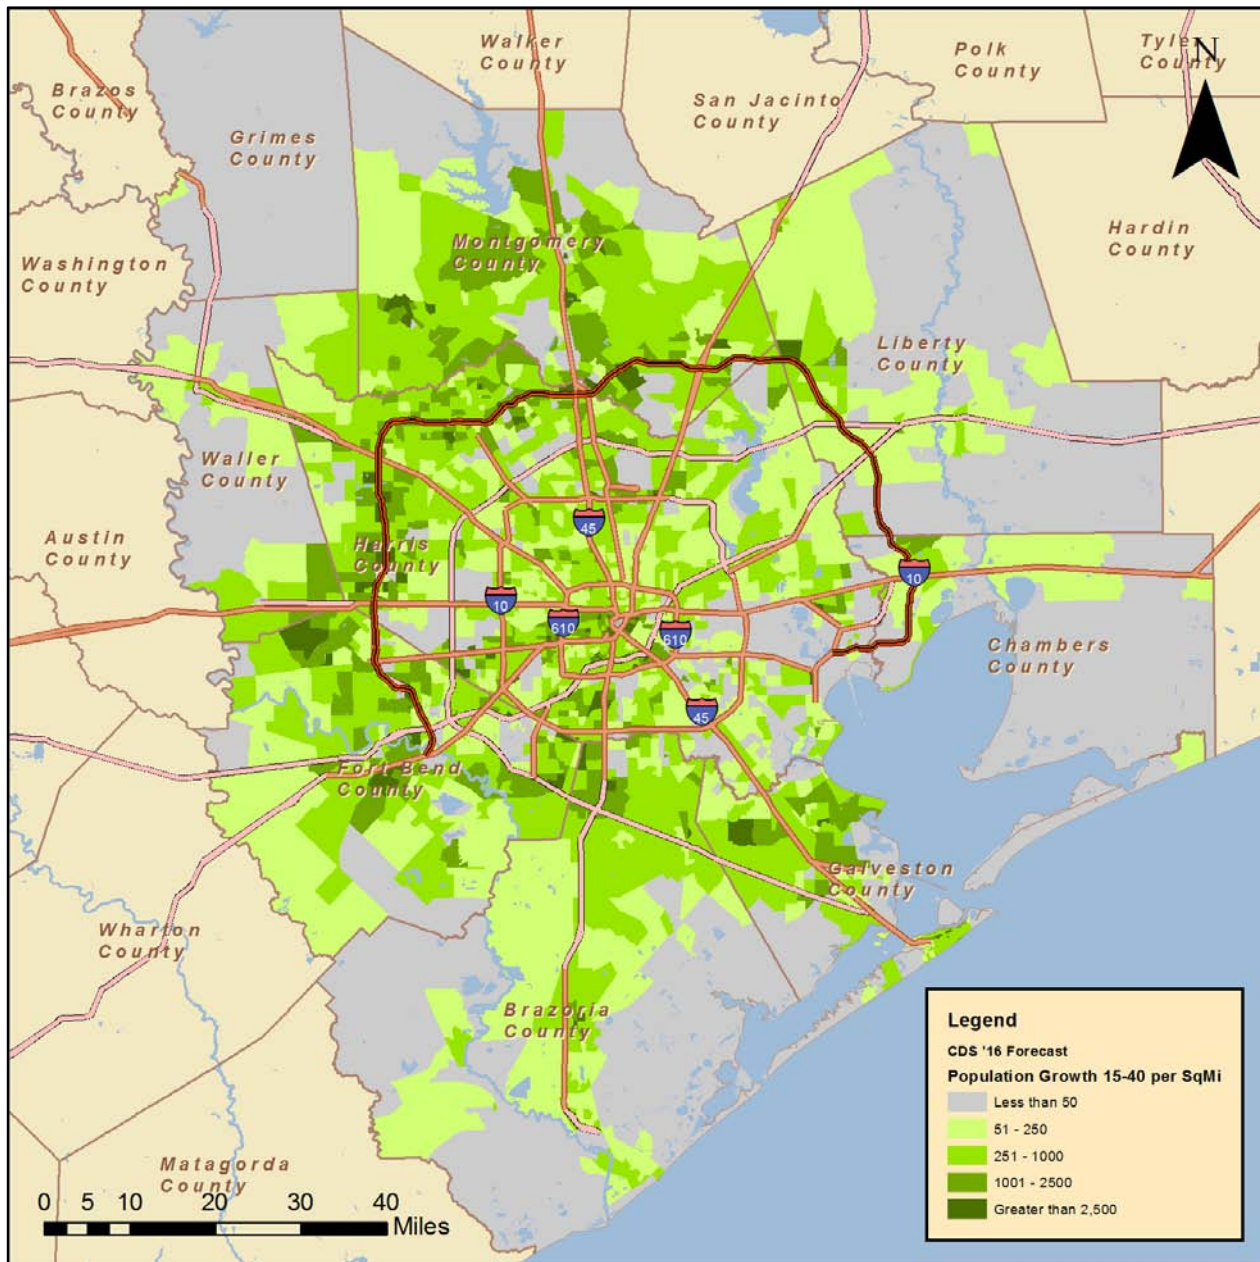 Walker
County
Polk
County
Tyler
County
N
Brazos
County
San Jacinto
County
Grimes
County
Hardin
County
Montgomery
County
Washington
County
Liberty
County
Waller
County
45
Austin
County
Harris
County
10
10
610
610
Chambers
County
45
Fort Bend
County
Galveston
County
Wharton
County
Brazoria
County
Matagorda
County
0 5 10 20 30 40
Miles
Legend
CDS '16 Forecast
Population Growth 15-40 per SqMi
Less than 50
51 - 250
251 - 1000
1001 - 2500
Greater than 2,500